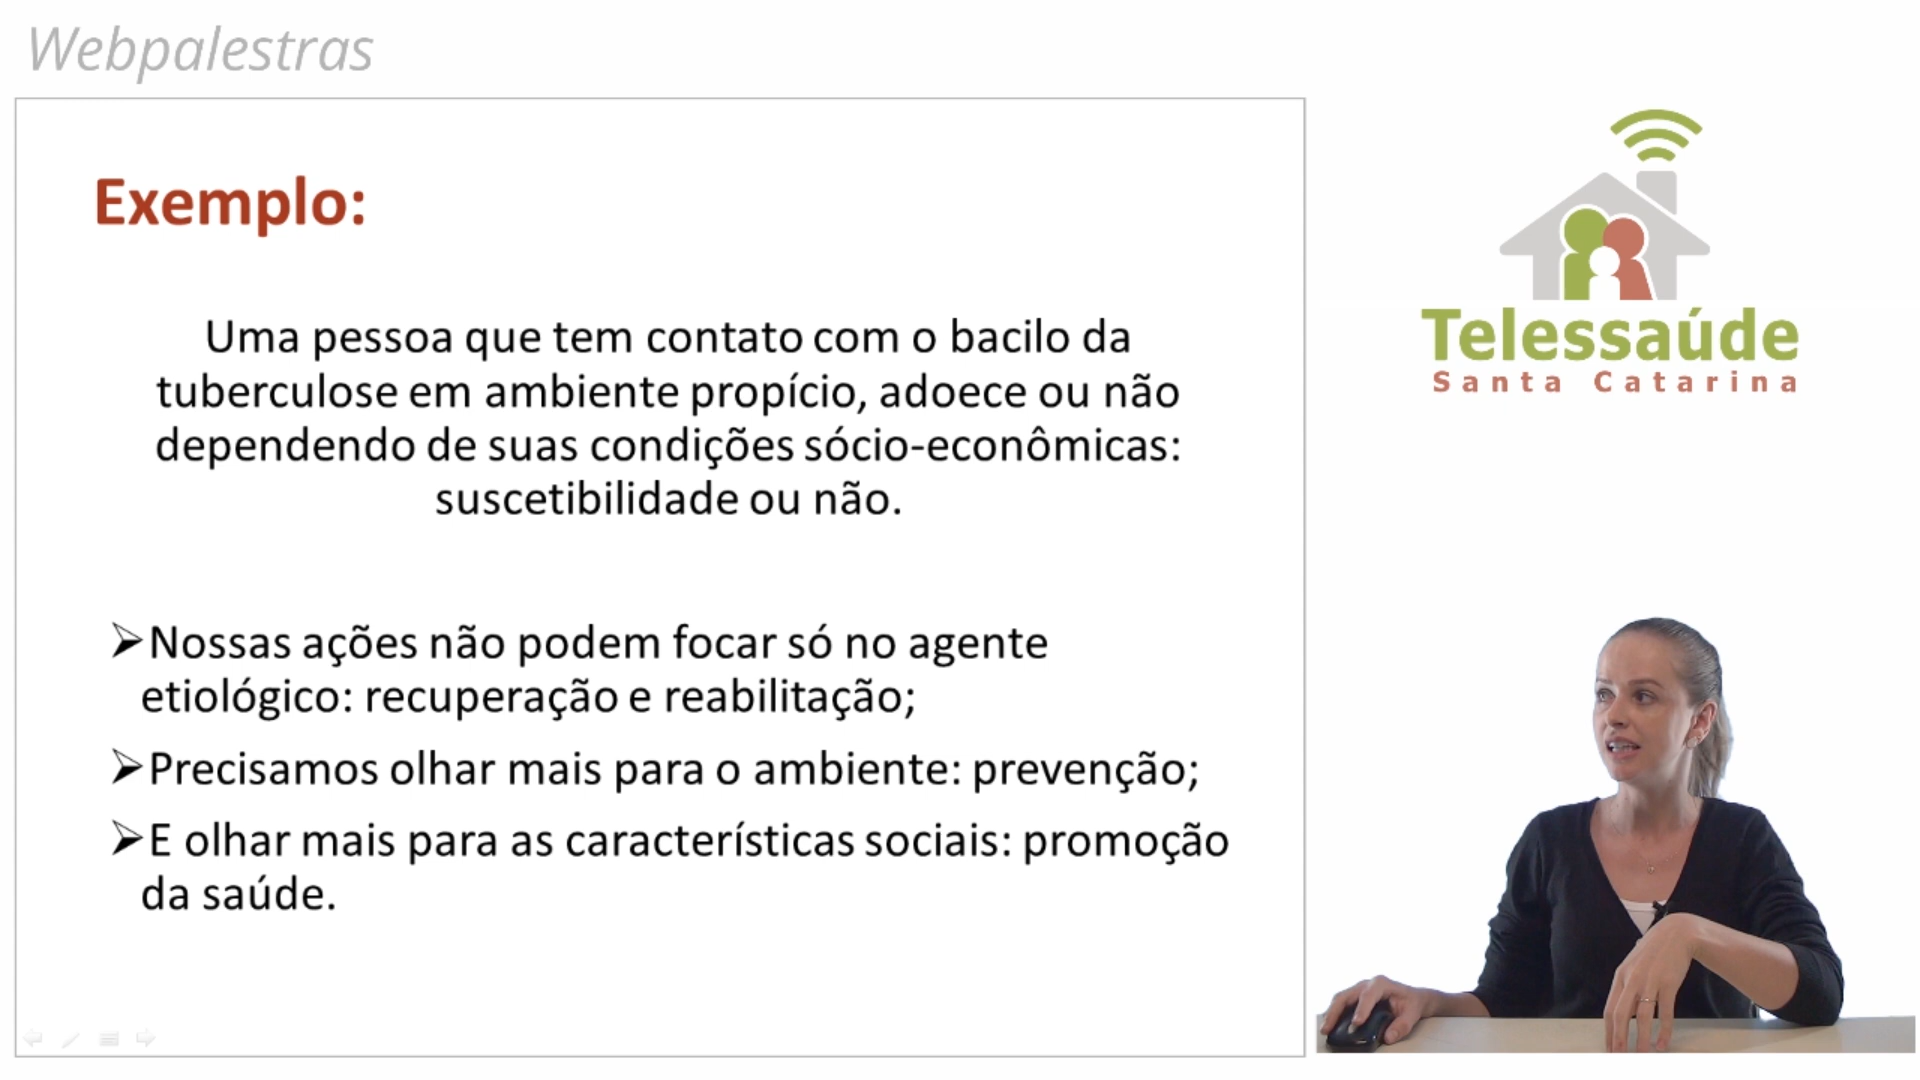 Webpalestras
Exemplo:
Uma pessoa que tem contato com o bacilo da
tuberculose em ambiente propício, adoece ou não
dependendo de suas condições sócio-econômicas:
suscetibilidade ou não.
Nossas ações não podem focar só no agente
etiológico: recuperação e reabilitação;
Precisamos olhar mais para o ambiente: prevenção;
E olhar mais para as características sociais: promoção
da saúde.
Telessaúde
Santa Catarina